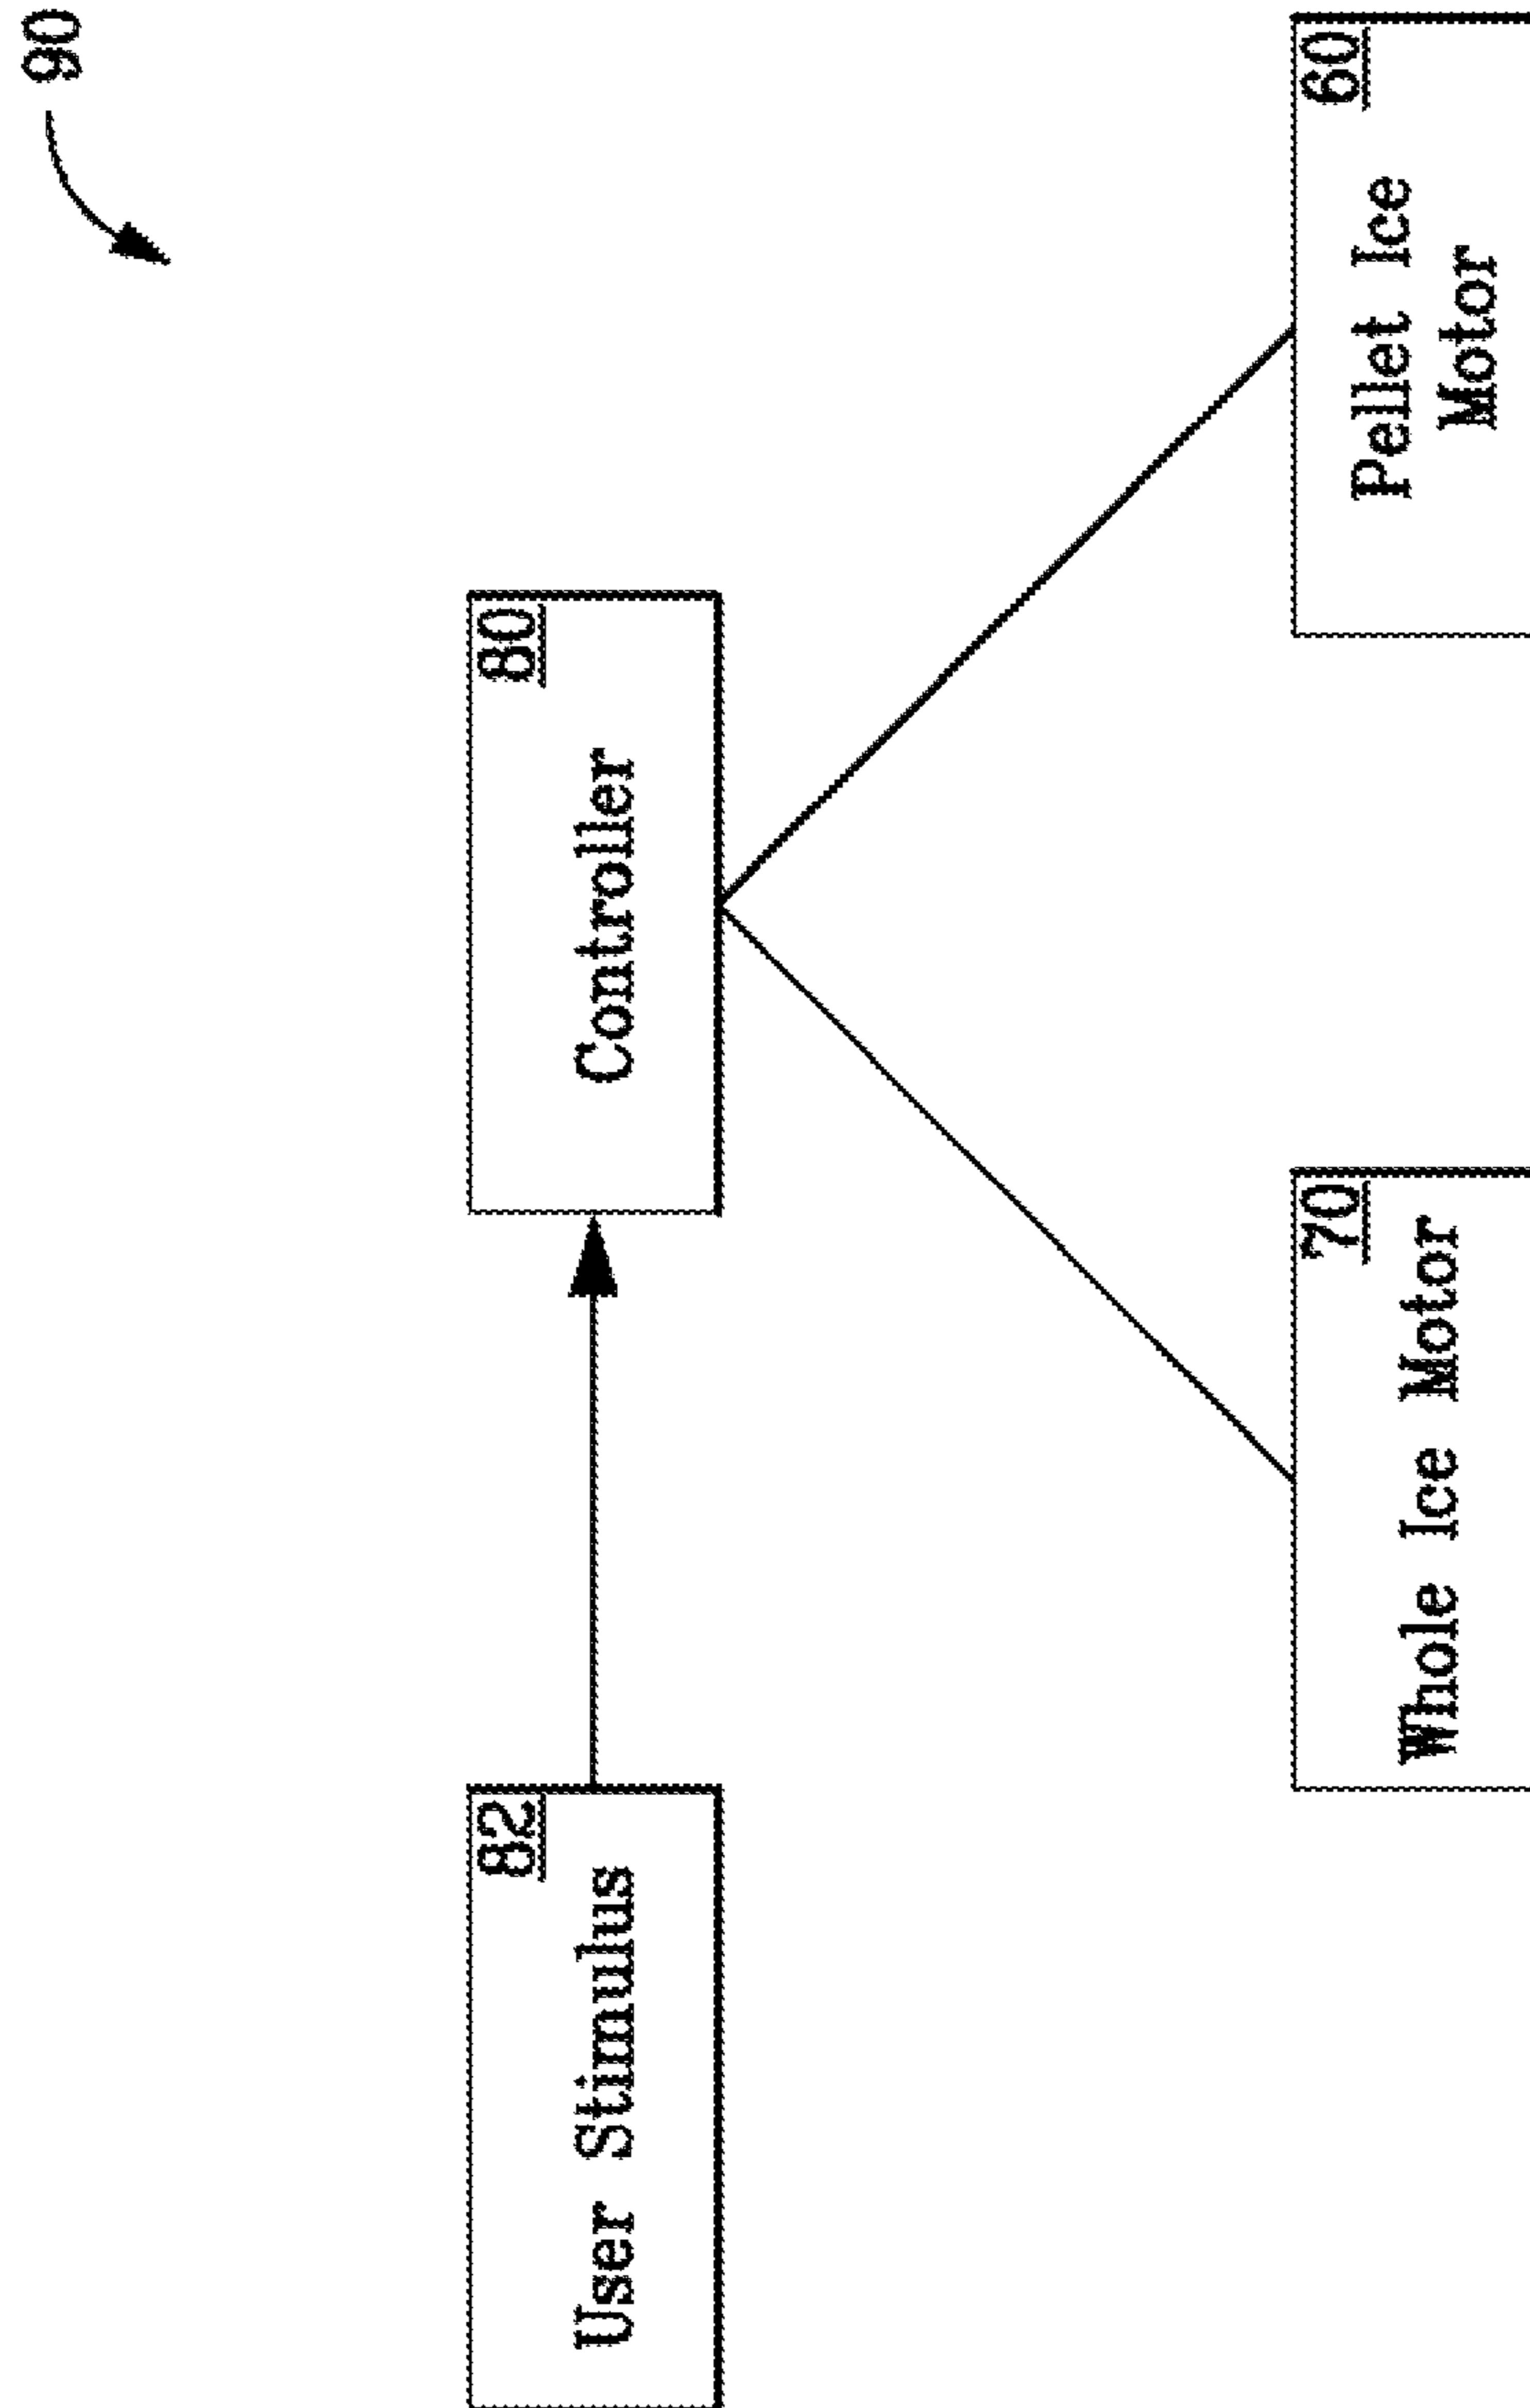 90
82
User Stimulus
80
Controller
70
Whole Ice Motor
60
Pellet Ice
Motor